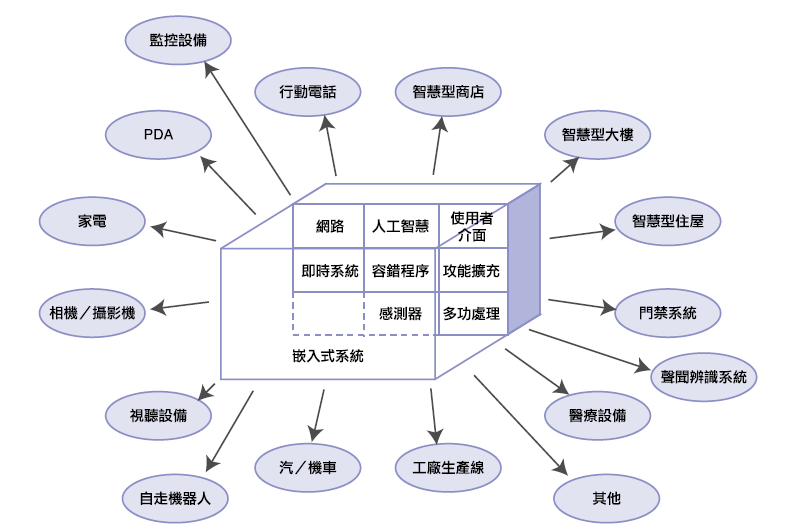 監控設備
行動電話
智慧型商店
PDA
智慧型大樓
家電
智慧型住屋
網路
人工智慧
使用者
介面
即時系統
容錯程序
攻能擴充
相機／攝影機
感測器
多功處理
門禁系統
嵌入式系統
聲聞辨識系統
視聽設備
醫療設備
汽／機車
工廠生產線
自走機器人
其他